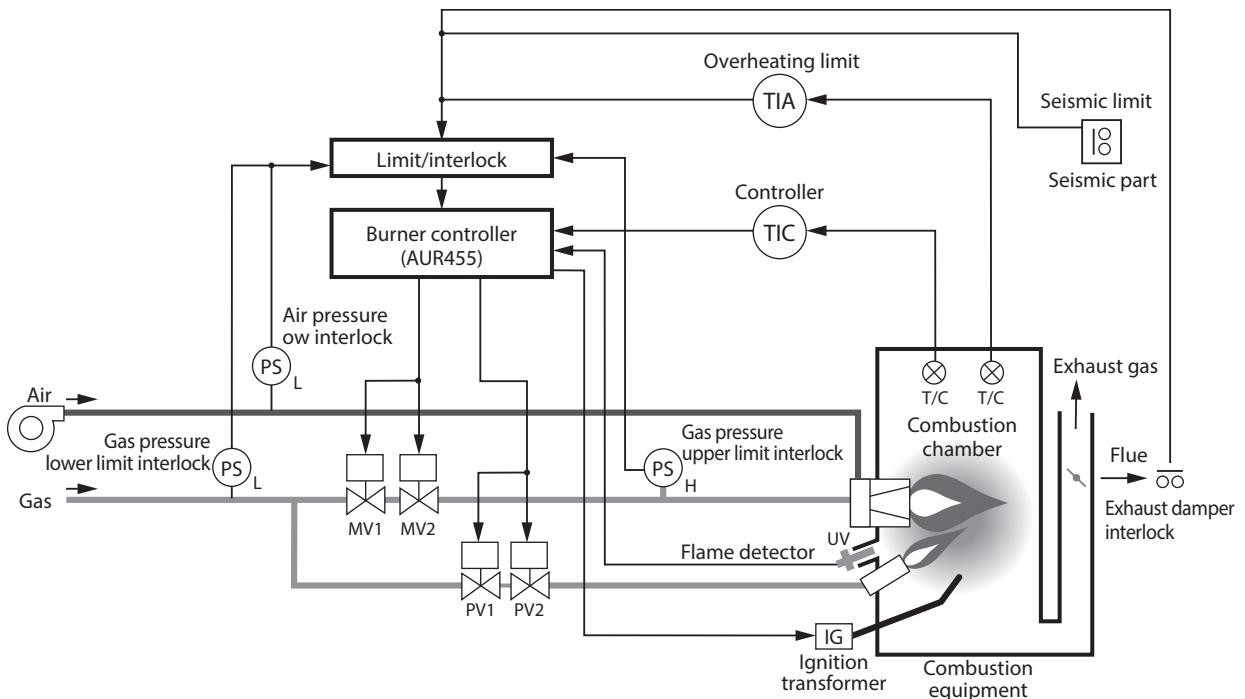 Overheating limit
TIA
Seismic limit
Seismic part
Limit/interlock
Controller
TIC
Burner controller
(AUR455)
Air pressure
ow interlock
PS
L
Air
Gas pressure
lower limit interlock
PS
L
Gas
MV1
MV2
PV1
PV2
Gas pressure
upper limit interlock
PS
H
T/C
T/C
Combustion
chamber
Exhaust gas
Flue
Exhaust damper
interlock
UV
Flame detector
IG
Ignition
transformer
Combustion
equipment